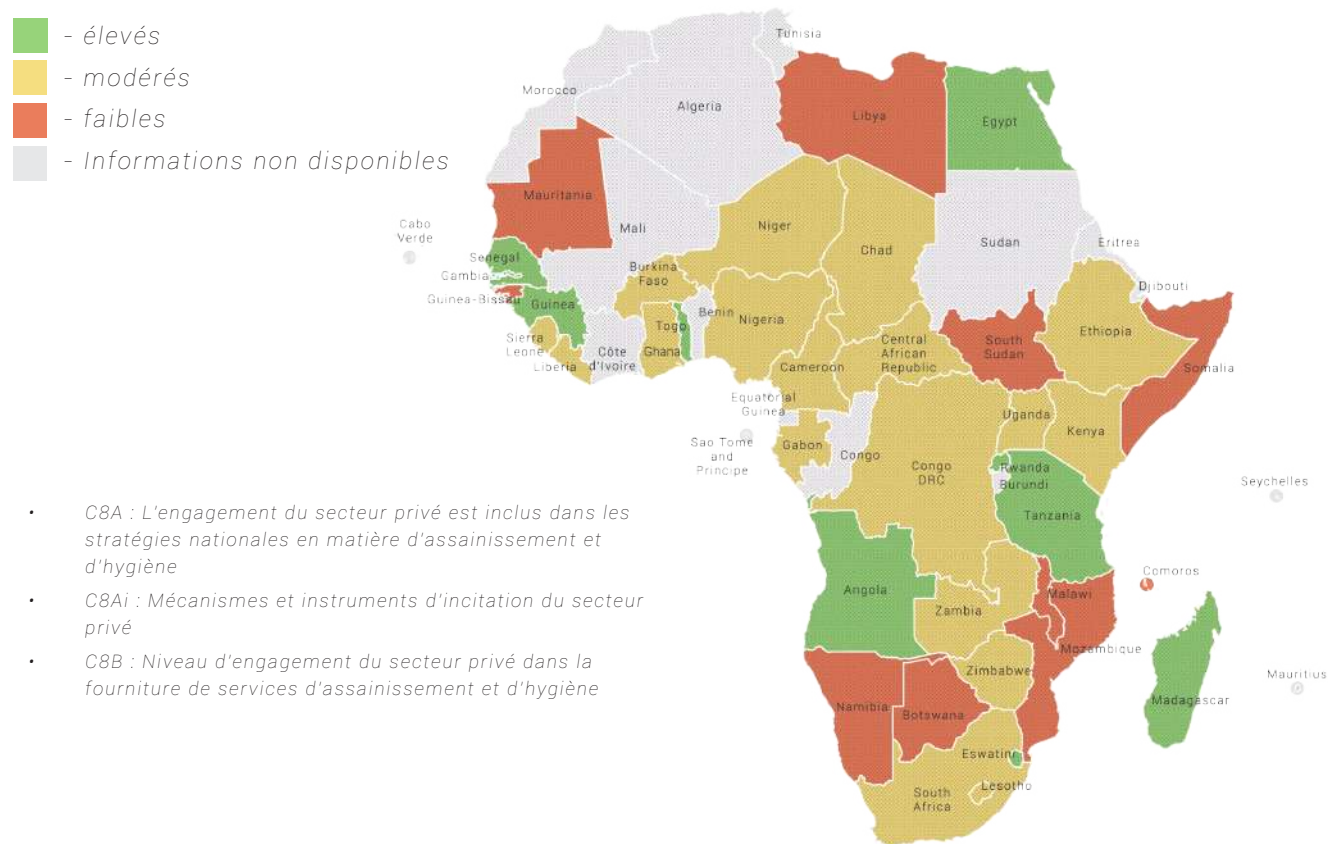 - élevés
- modérés
- faibles
- Informations non disponibles
Tunisia
Morocco
Algeria
Libya
Egypt
Mauritania
Cabo
Verde
Mali
Niger
Chad
Sudan
Eritrea
Senegal
Gambia
Guinea-Bissau
Guinea
Burkina
Faso
Djibouti
Benin
Nigeria
Togo
Ghana
Sierra
Leone
Liberia
Côte
d'Ivoire
Cameroon
Central
African
Republic
South
Sudan
Ethiopia
Somalia
Equatorial
Guinea
Uganda
Kenya
Sao Tome
and
Principe
Gabon
Congo
Congo
DRC
Rwanda
Burundi
Tanzania
Seychelles
Comoros
Angola
Zambia
Malawi
Mozambique
Zimbabwe
Madagascar
Mauritius
Namibia
Botswana
Eswatini
Lesotho
South
Africa
• C8A : L'engagement du secteur privé est inclus dans les
stratégies nationales en matière d'assainissement et
d'hygiène
• C8Ai : Mécanismes et instruments d'incitation du secteur
privé
• C8B : Niveau d'engagement du secteur privé dans la
fourniture de services d'assainissement et d'hygiène